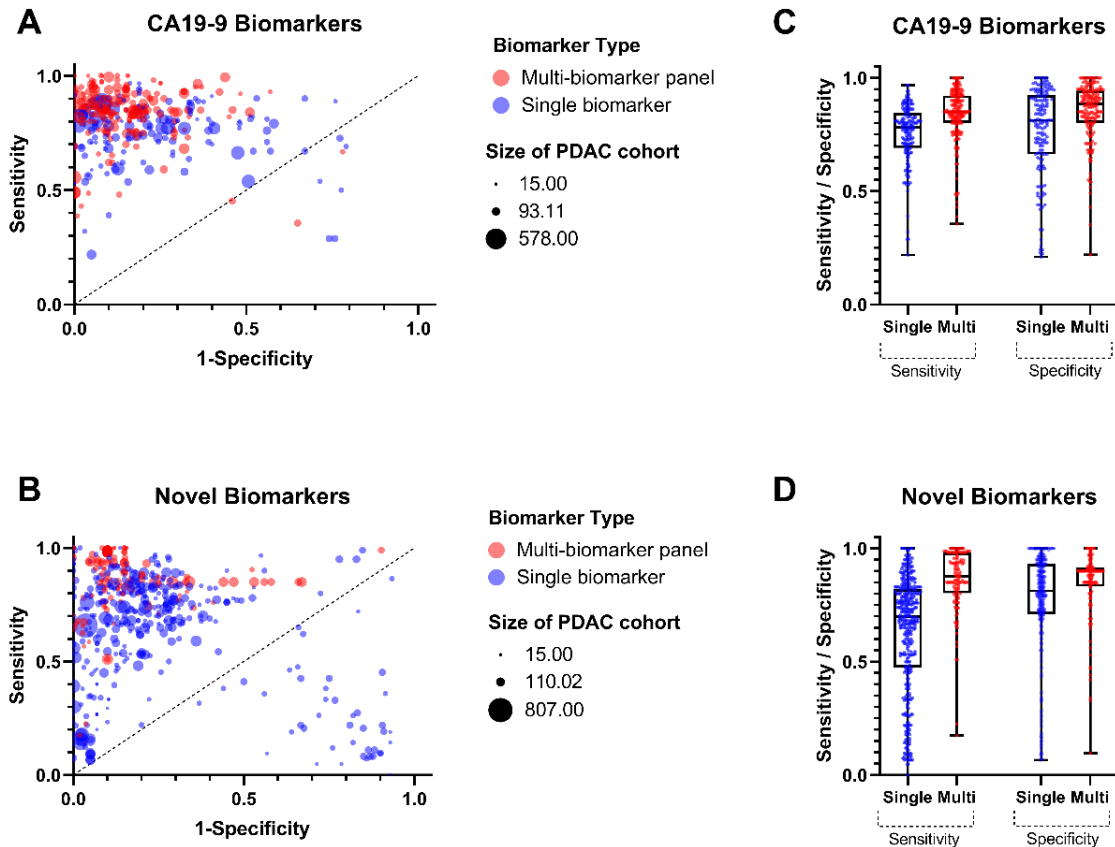 A
CA19-9 Biomarkers
Sensitivity
1.0
0.5
0.0
0.0
0.5
1.0
1-Specificity
Biomarker Type
Multi-biomarker panel
Single biomarker
Size of PDAC cohort
15.00
93.11
578.00
C
CA19-9 Biomarkers
Sensitivity / Specificity
1.0
0.5
0.0
Single Multi
Single Multi
Sensitivity
Specificity
B
Novel Biomarkers
Sensitivity
1.0
0.5
0.0
0.0
0.5
1.0
1-Specificity
Biomarker Type
Multi-biomarker panel
Single biomarker
Size of PDAC cohort
15.00
110.02
807.00
D
Novel Biomarkers
Sensitivity / Specificity
1.0
0.5
0.0
Single Multi
Single Multi
Sensitivity
Specificity